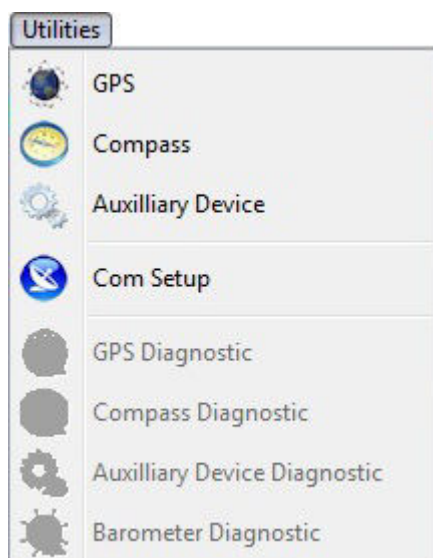 Utilities
GPS
Compass
Auxilliary Device
Com Setup
GPS Diagnostic
Compass Diagnostic
Auxilliary Device Diagnostic
Barometer Diagnostic